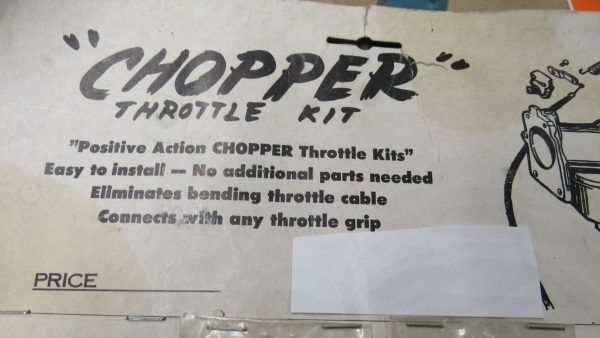 "CHOPPER"
THROTTLE KIT
"Positive Action CHOPPER Throttle Kits"
Easy to install -- No additional parts needed
Eliminates bending throttle cable
Connects with any throttle grip
PRICE